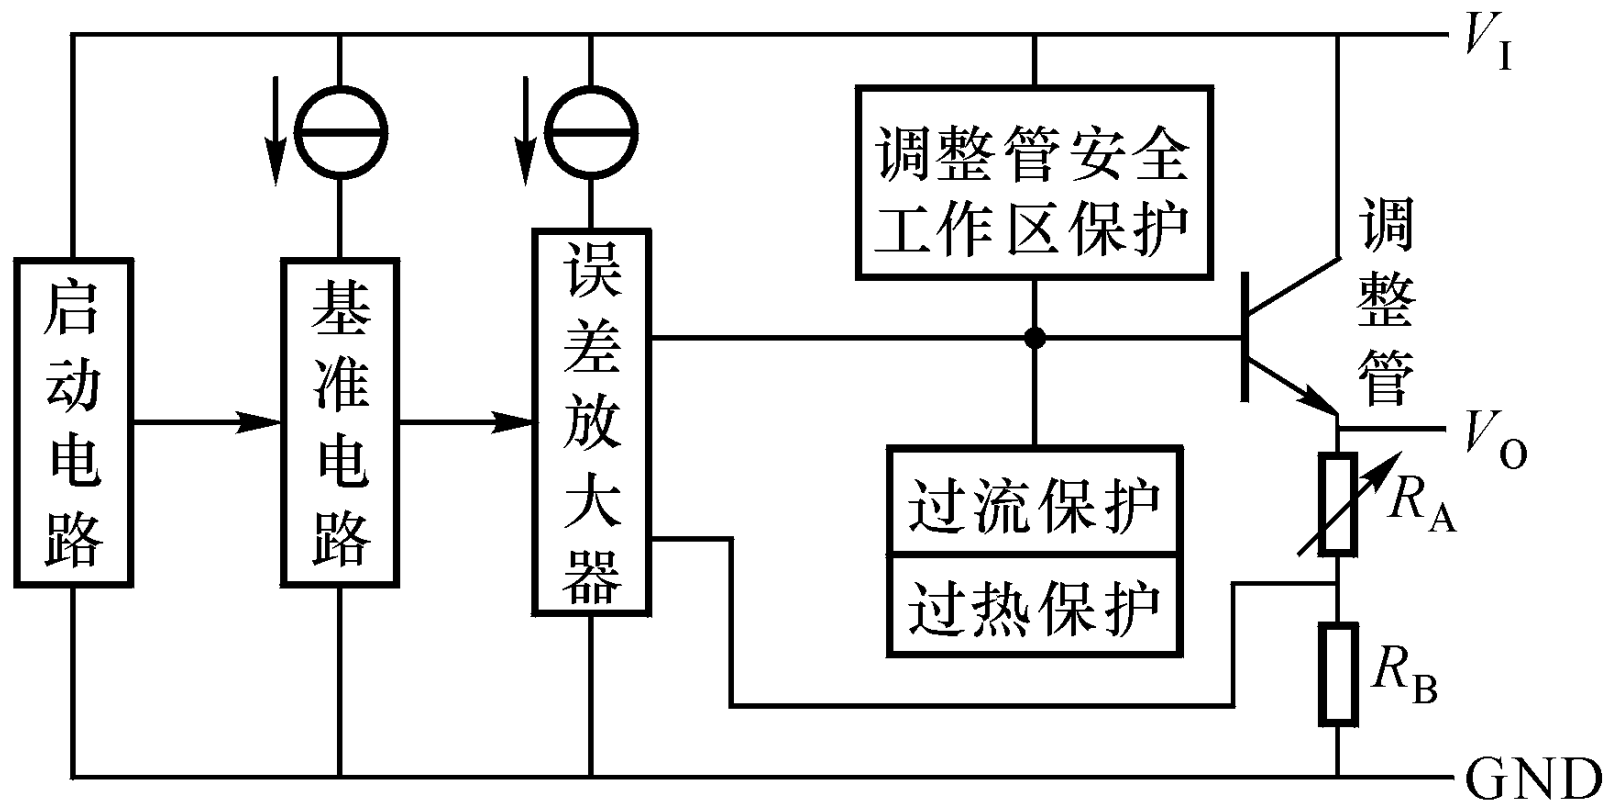 V_I
调整管安全
工作区保护
调整管
启动电路
基准电路
误差放大器
V_O
过流保护
R_A
过热保护
R_B
GND